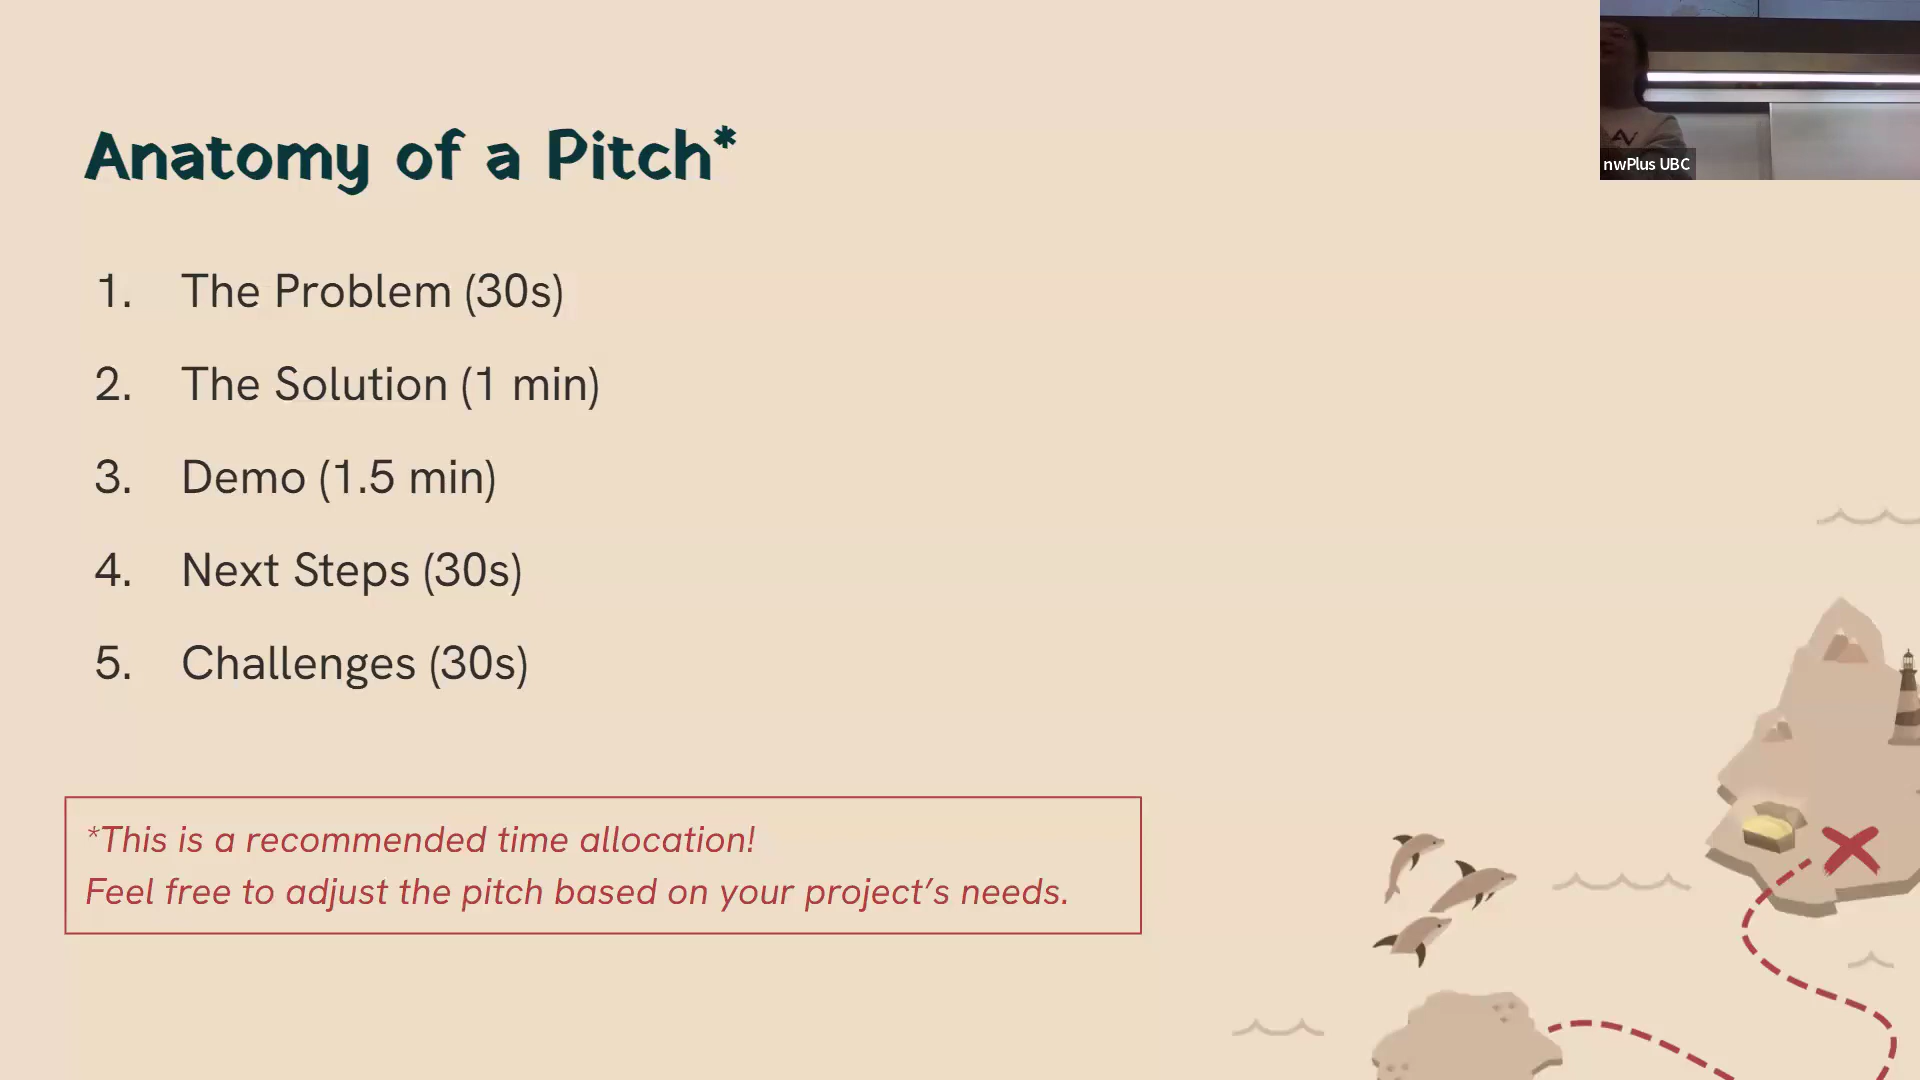 Anatomy of a Pitch*
1. The Problem (30s)
2. The Solution (1 min)
3. Demo (1.5 min)
4. Next Steps (30s)
5. Challenges (30s)
*This is a recommended time allocation!
Feel free to adjust the pitch based on your project’s needs.
nwPlus UBC